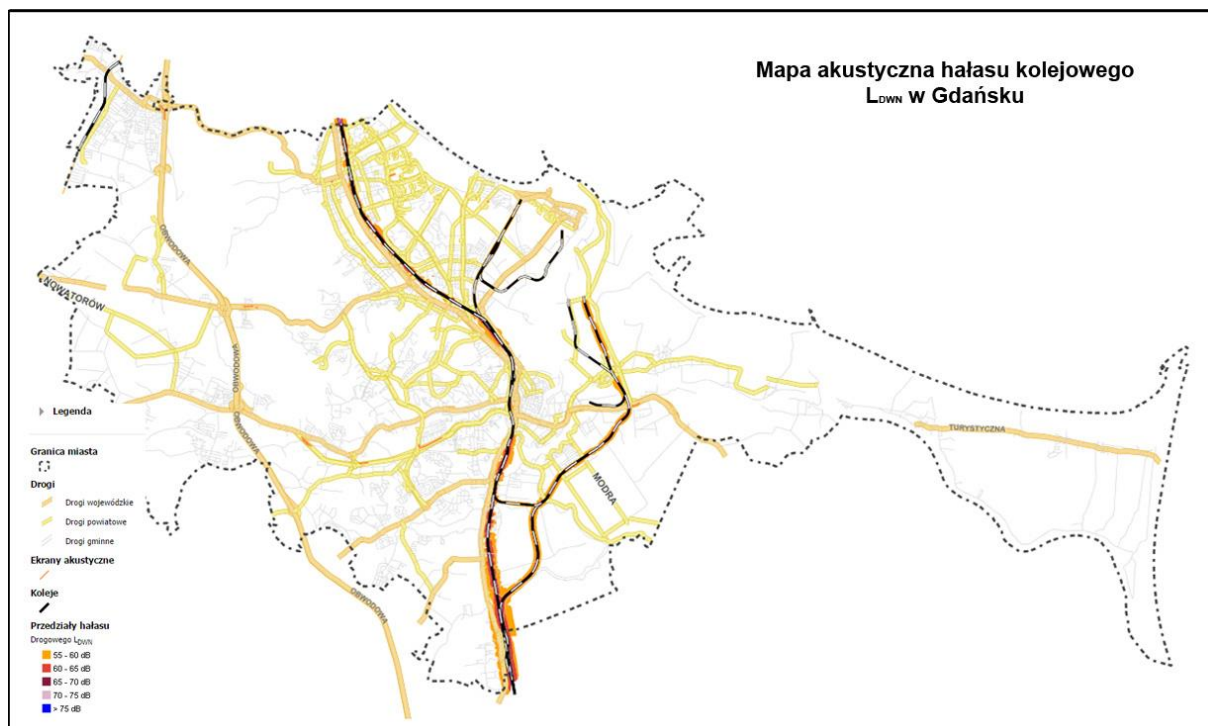 Mapa akustyczna hałasu kolejowego
LDWN w Gdańsku
OBWODOWA
NOWATORÓW
OBWODOWA
OBWODOWA
TURYSTYCZNA
MODRA
OBWODOWA
Legenda
Granica miasta
Drogi
Drogi wojewódzkie
Drogi powiatowe
Drogi gminne
Ekrany akustyczne
Koleje
Przedziały hałasu
Drogowego LDWN
55 - 60 dB
60 - 65 dB
65 - 70 dB
70 - 75 dB
> 75 dB